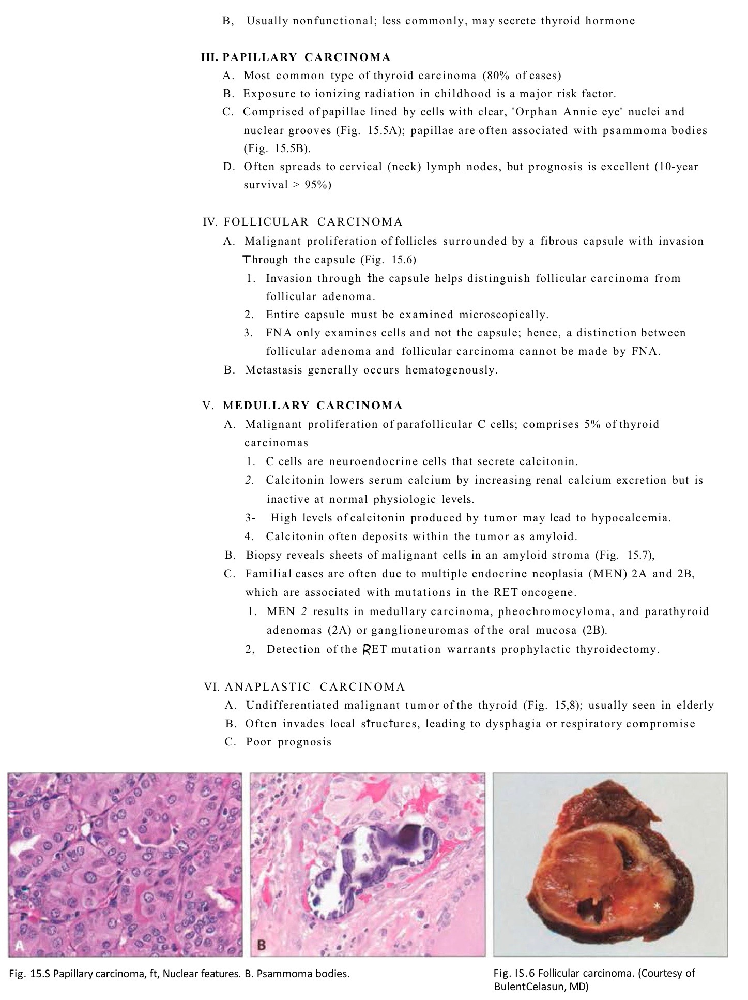 B, Usually nonfunctional; less commonly, may secrete thyroid hormone
III. PAPILLARY CARCINOMA
A. Most common type of thyroid carcinoma (80% of cases)
B. Exposure to ionizing radiation in childhood is a major risk factor.
C. Comprised of papillae lined by cells with clear, 'Orphan Annie eye' nuclei and
nuclear grooves (Fig. 15.5A); papillae are often associated with psammoma bodies
(Fig. 15.5B).
D. Often spreads to cervical (neck) lymph nodes, but prognosis is excellent (10-year
survival > 95%)
IV. FOLLICULAR CARCINOMA
A. Malignant proliferation of follicles surrounded by a fibrous capsule with invasion
Through the capsule (Fig. 15.6)
1. Invasion through the capsule helps distinguish follicular carcinoma from
follicular adenoma.
2. Entire capsule must be examined microscopically.
3. FNA only examines cells and not the capsule; hence, a distinction between
follicular adenoma and follicular carcinoma cannot be made by FNA.
B. Metastasis generally occurs hematogenously.
V. MEDULI.ARY CARCINOMA
A. Malignant proliferation of parafollicular C cells; comprises 5% of thyroid
carcinomas
1. C cells are neuroendocrine cells that secrete calcitonin.
2. Calcitonin lowers serum calcium by increasing renal calcium excretion but is
inactive at normal physiologic levels.
3- High levels of calcitonin produced by tumor may lead to hypocalcemia.
4. Calcitonin often deposits within the tumor as amyloid.
B. Biopsy reveals sheets of malignant cells in an amyloid stroma (Fig. 15.7),
C. Familial cases are often due to multiple endocrine neoplasia (MEN) 2A and 2B,
which are associated with mutations in the RET oncogene.
1. MEN 2 results in medullary carcinoma, pheochromocyloma, and parathyroid
adenomas (2A) or ganglioneuromas of the oral mucosa (2B).
2, Detection of the RET mutation warrants prophylactic thyroidectomy.
VI. ANAPLASTIC CARCINOMA
A. Undifferentiated malignant tumor of the thyroid (Fig. 15,8); usually seen in elderly
B. Often invades local structures, leading to dysphagia or respiratory compromise
C. Poor prognosis
A
B
*
Fig. 15.S Papillary carcinoma, ft, Nuclear features. B. Psammoma bodies.
Fig. IS.6 Follicular carcinoma. (Courtesy of
BulentCelasun, MD)